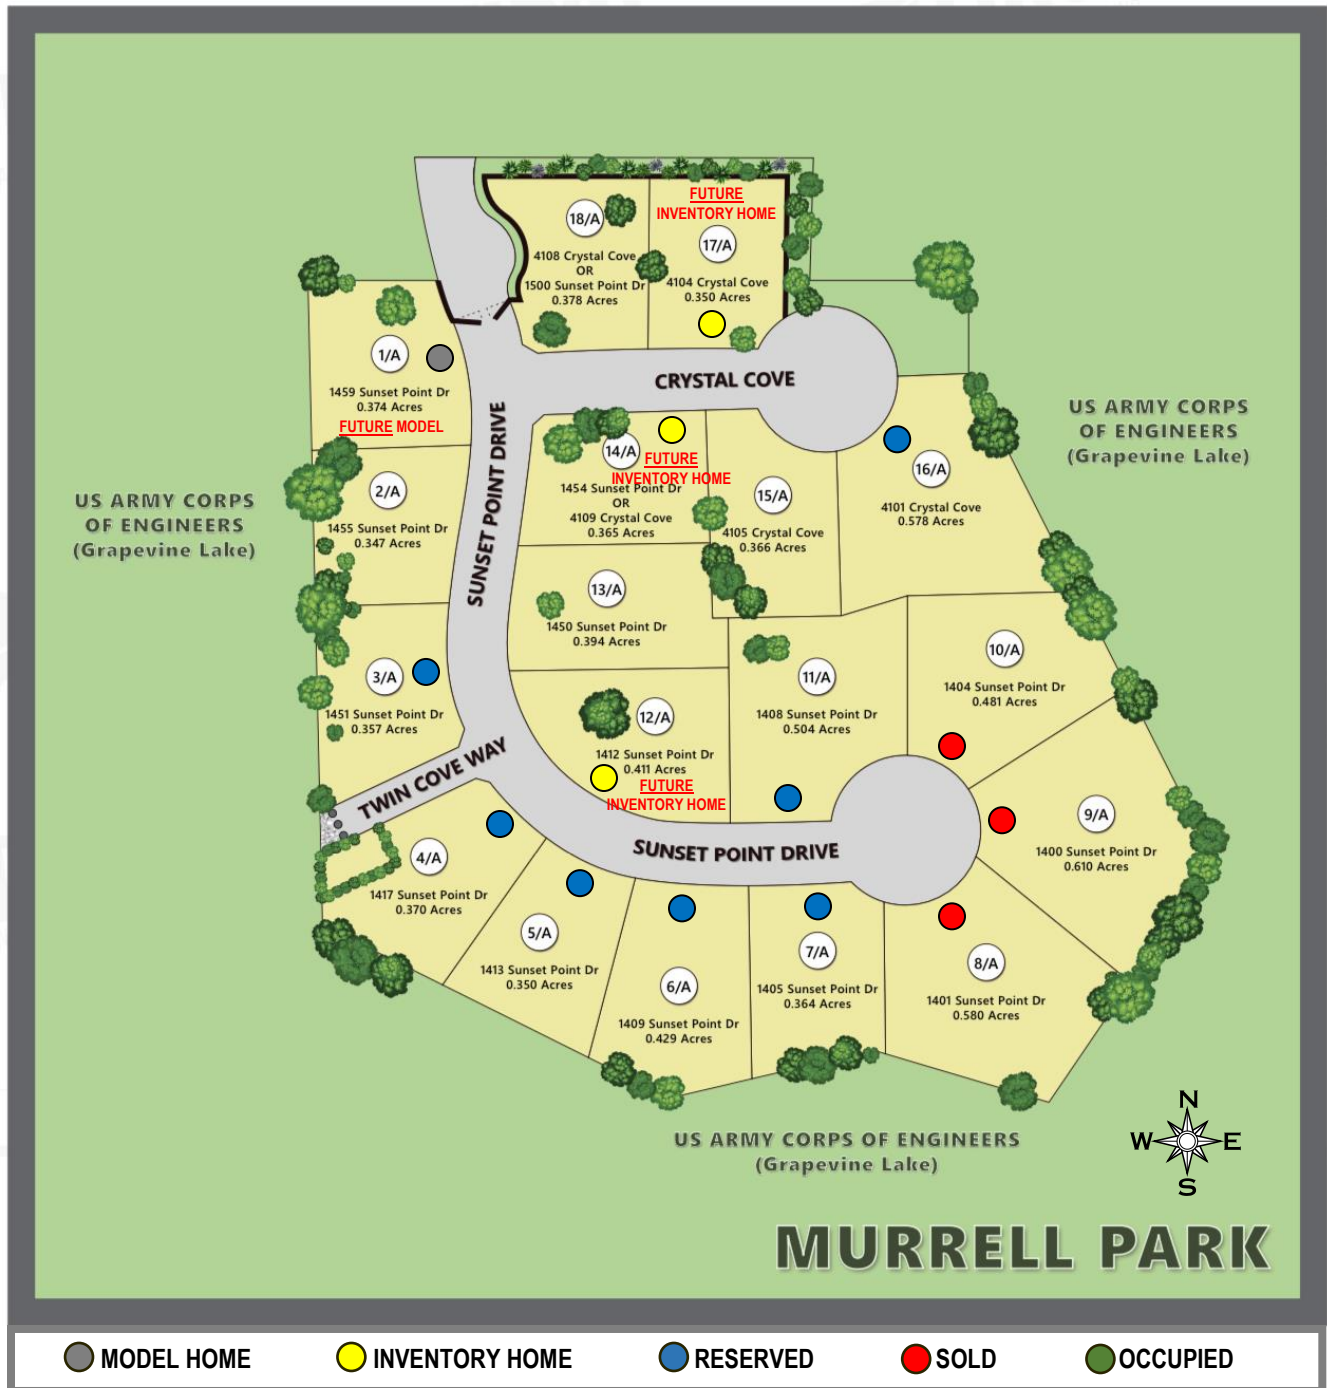 18/A
4108 Crystal Cove
OR
1500 Sunset Point Dr
0.378 Acres
FUTURE
INVENTORY HOME
17/A
4104 Crystal Cove
0.350 Acres
1/A
1459 Sunset Point Dr
0.374 Acres
FUTURE MODEL
CRYSTAL COVE
SUNSET POINT DRIVE
US ARMY CORPS
OF ENGINEERS
(Grapevine Lake)
2/A
1455 Sunset Point Dr
0.347 Acres
14/A
FUTURE
INVENTORY HOME
1454 Sunset Point Dr
OR
4109 Crystal Cove
0.365 Acres
15/A
4105 Crystal Cove
0.366 Acres
16/A
4101 Crystal Cove
0.578 Acres
US ARMY CORPS
OF ENGINEERS
(Grapevine Lake)
13/A
1450 Sunset Point Dr
0.394 Acres
3/A
1451 Sunset Point Dr
0.357 Acres
12/A
1412 Sunset Point Dr
0.411 Acres
FUTURE
INVENTORY HOME
11/A
1408 Sunset Point Dr
0.504 Acres
10/A
1404 Sunset Point Dr
0.481 Acres
TWIN COVE WAY
SUNSET POINT DRIVE
9/A
1400 Sunset Point Dr
0.610 Acres
4/A
1417 Sunset Point Dr
0.370 Acres
5/A
1413 Sunset Point Dr
0.350 Acres
6/A
1409 Sunset Point Dr
0.429 Acres
7/A
1405 Sunset Point Dr
0.364 Acres
8/A
1401 Sunset Point Dr
0.580 Acres
US ARMY CORPS OF ENGINEERS
(Grapevine Lake)
N
W E
S
MURRELL PARK
MODEL HOME INVENTORY HOME RESERVED SOLD OCCUPIED